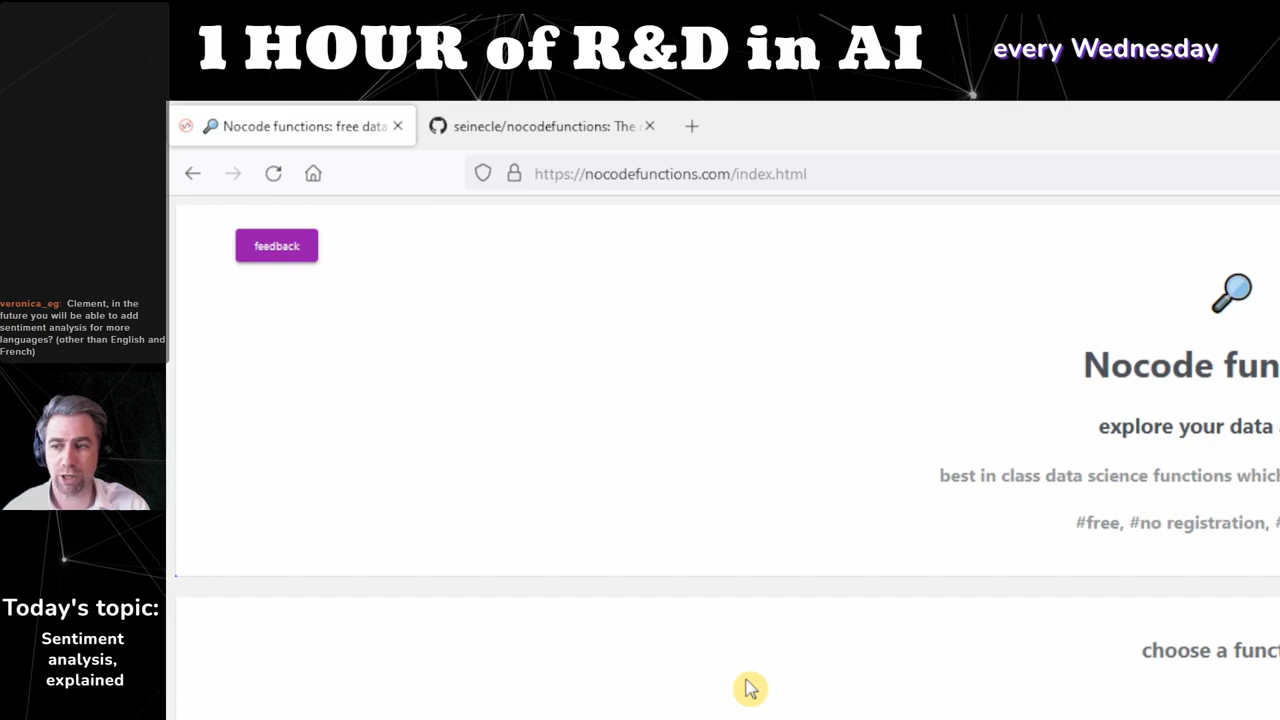 1 HOUR of R&D in AI
every Wednesday
Nocode functions: free data
seinecle/nocodefunctions: The
https://nocodefunctions.com/index.html
feedback
veronica_eg: Clement, in the
future you will be able to add
sentiment analysis for more
languages? (other than English and
French)
Nocode fun
explore your data
best in class data science functions which
#free, #no registration, #
Today's topic:
Sentiment
analysis,
explained
choose a funct